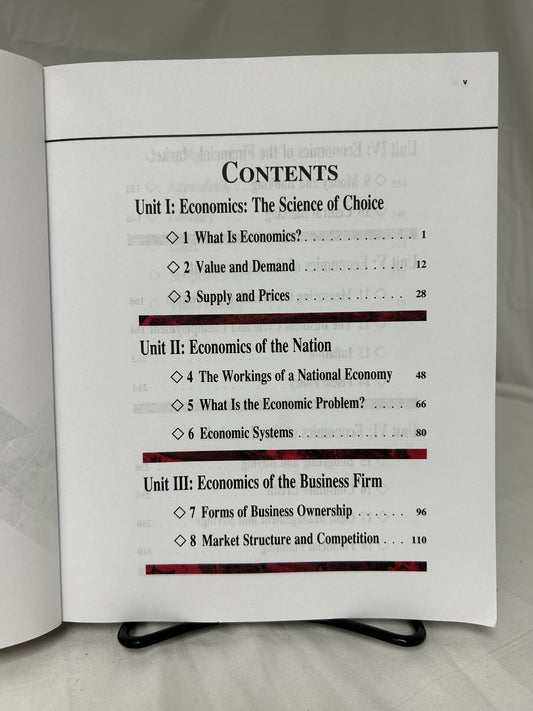 v
CONTENTS
Unit I: Economics: The Science of Choice
◇ 1 What Is Economics? . . . . . . . . . . . . 1
◇ 2 Value and Demand . . . . . . . . . . . . 12
◇ 3 Supply and Prices . . . . . . . . . . . . . 28
Unit II: Economics of the Nation
◇ 4 The Workings of a National Economy 48
◇ 5 What Is the Economic Problem? . . . . 66
◇ 6 Economic Systems . . . . . . . . . . . . . 80
Unit III: Economics of the Business Firm
◇ 7 Forms of Business Ownership . . . . . . 96
◇ 8 Market Structure and Competition . . . 110